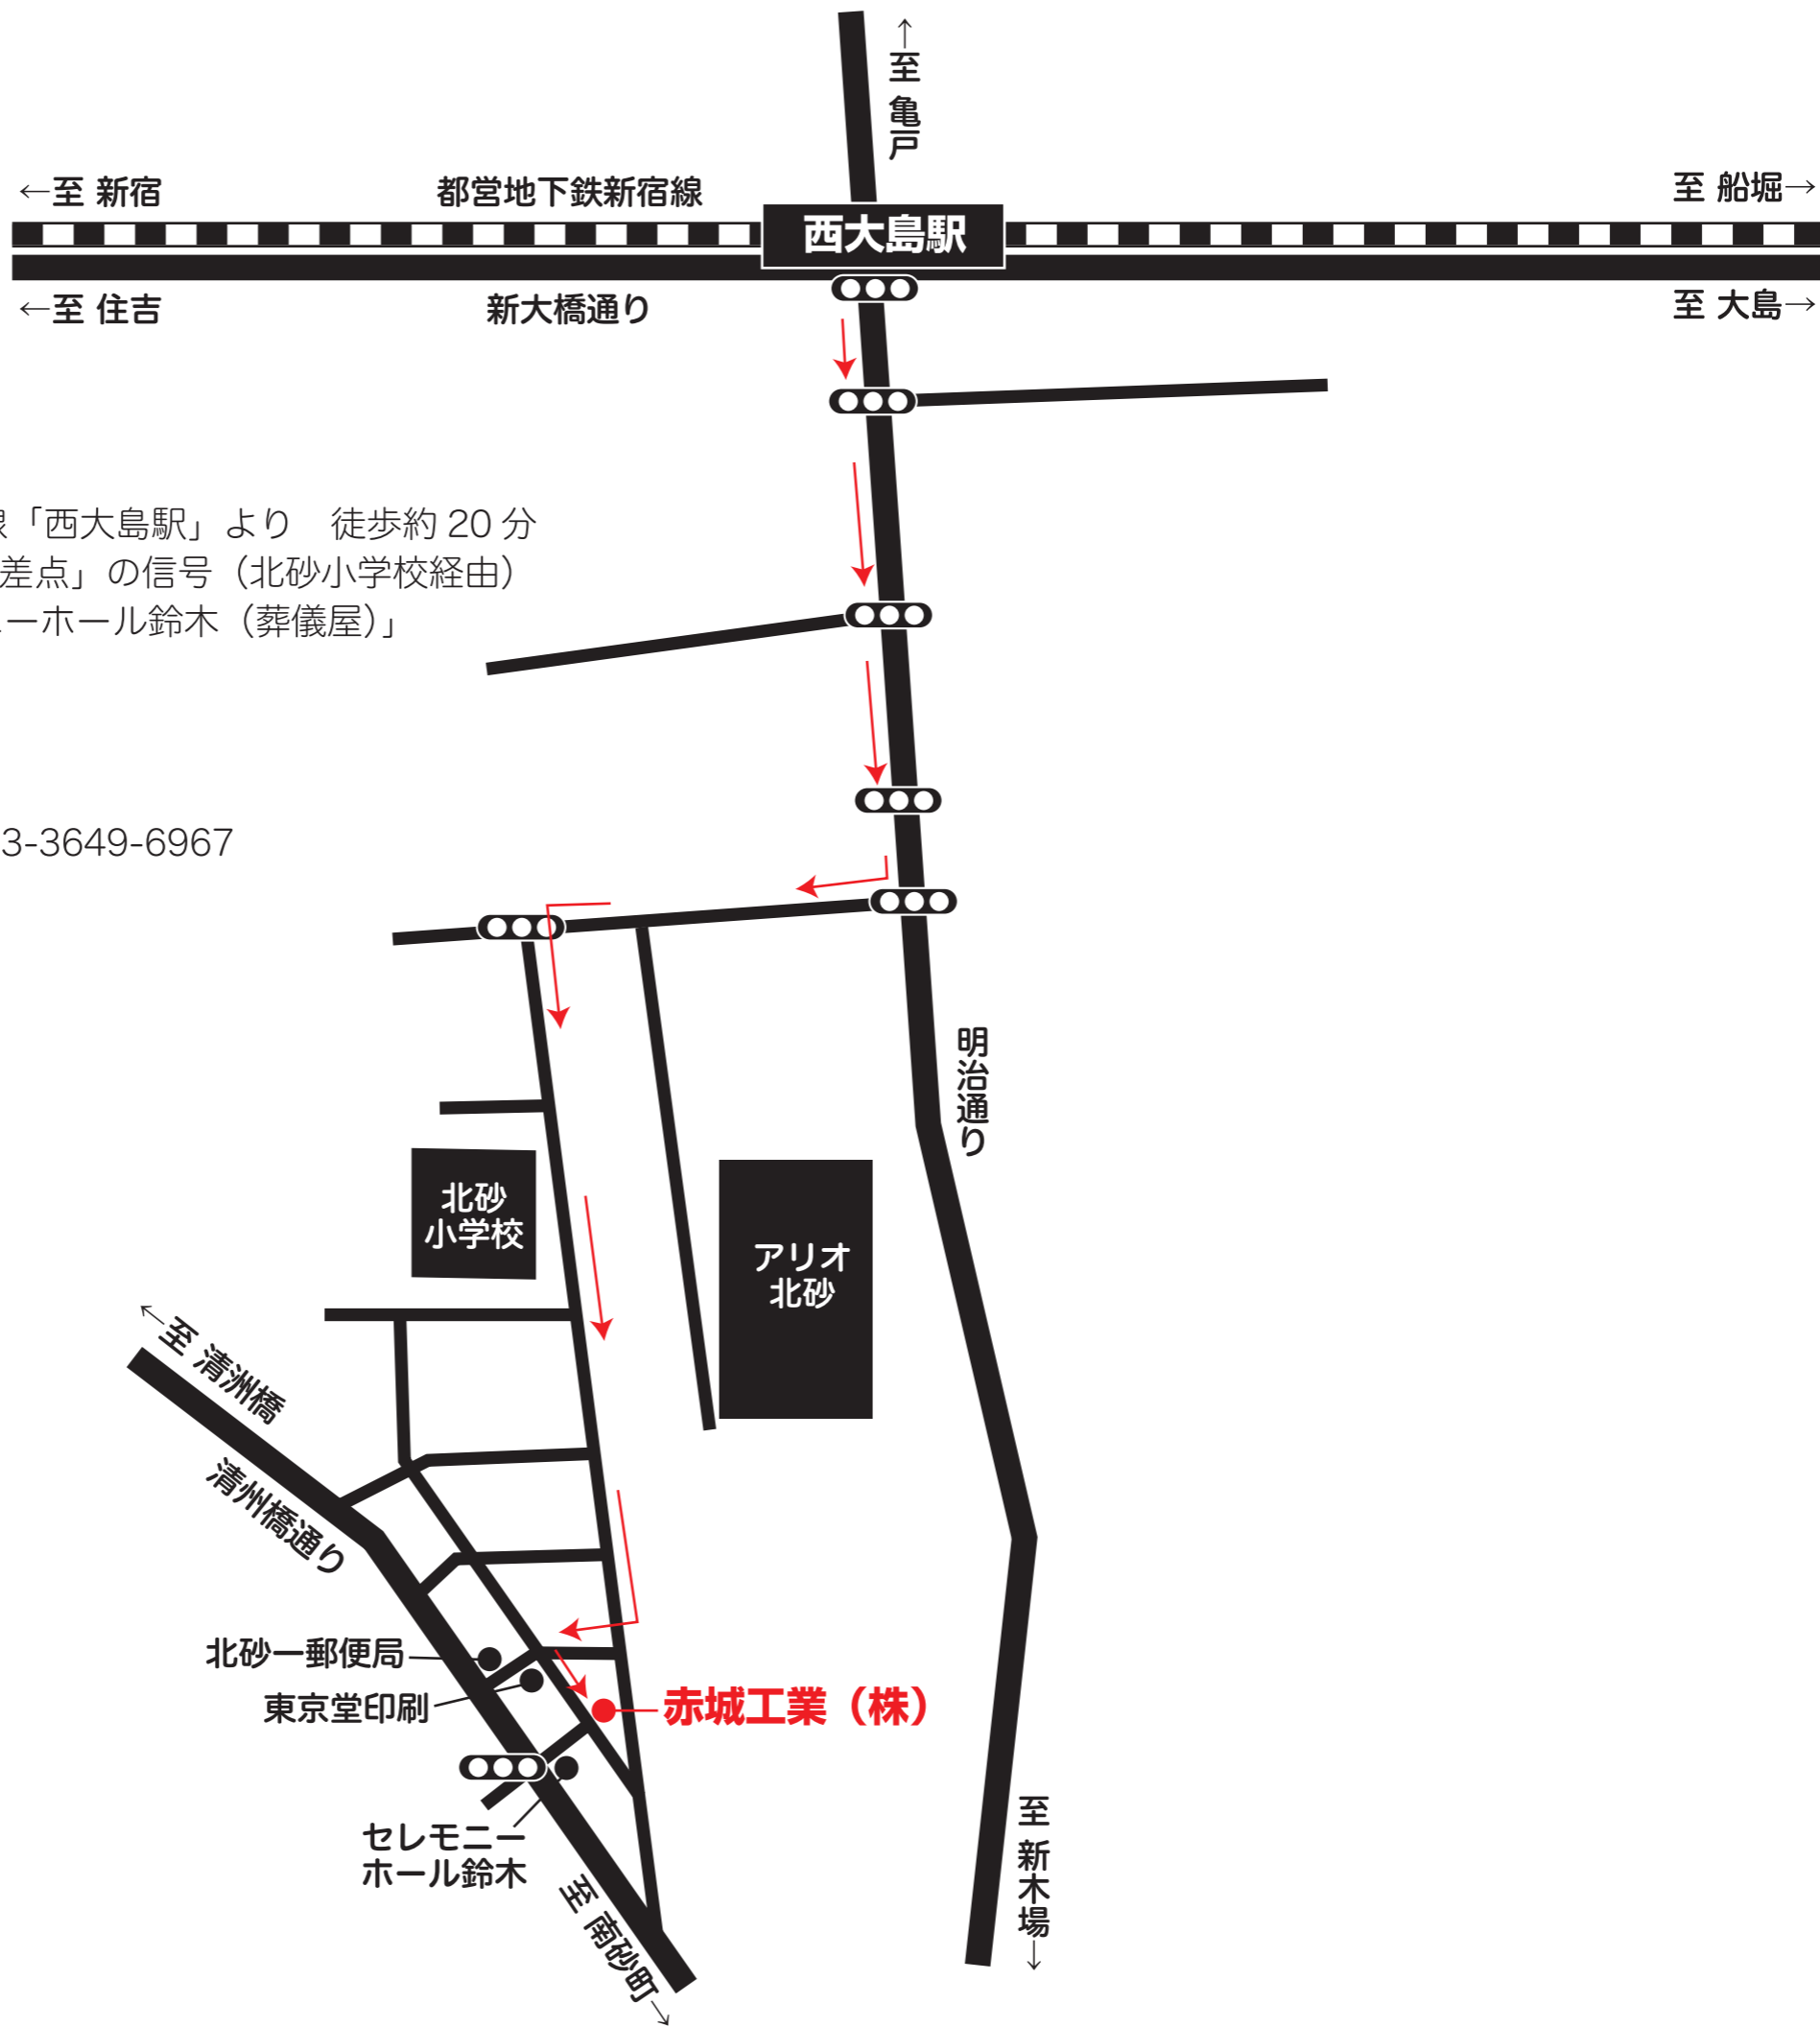 ↑至 亀戸
←至 新宿
都営地下鉄新宿線
至 船堀→
西大島駅
←至 住吉
新大橋通り
至 大島→
線「西大島駅」より　徒歩約 20 分
差点」の信号（北砂小学校経由）
ニーホール鈴木（葬儀屋）」
3-3649-6967
明治通り
北砂
小学校
アリオ
北砂
←至 清洲橋
清州橋通り
北砂一郵便局
東京堂印刷
赤城工業（株）
セレモニー
ホール鈴木
至 南砂町→
至 新木場→